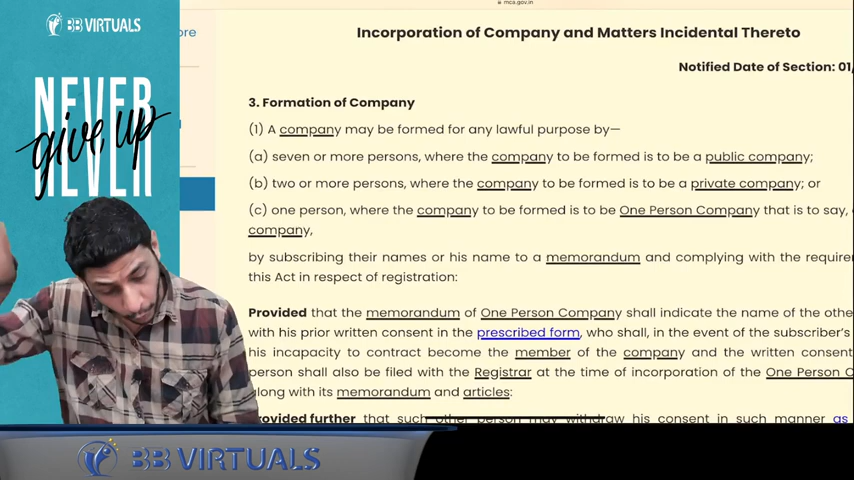 mca.gov.in
BB VIRTUALS
ore
Incorporation of Company and Matters Incidental Thereto
Notified Date of Section: 01,
NEVER
give up
NEVER
3. Formation of Company
(1) A company may be formed for any lawful purpose by—
(a) seven or more persons, where the company to be formed is to be a public company;
(b) two or more persons, where the company to be formed is to be a private company; or
(c) one person, where the company to be formed is to be One Person Company that is to say,
company,
by subscribing their names or his name to a memorandum and complying with the require
this Act in respect of registration:
Provided that the memorandum of One Person Company shall indicate the name of the othe
with his prior written consent in the prescribed form, who shall, in the event of the subscriber's
his incapacity to contract become the member of the company and the written consent
person shall also be filed with the Registrar at the time of incorporation of the One Person C
along with its memorandum and articles:
rovided further that such other person may withdraw his consent in such manner as
BB VIRTUALS